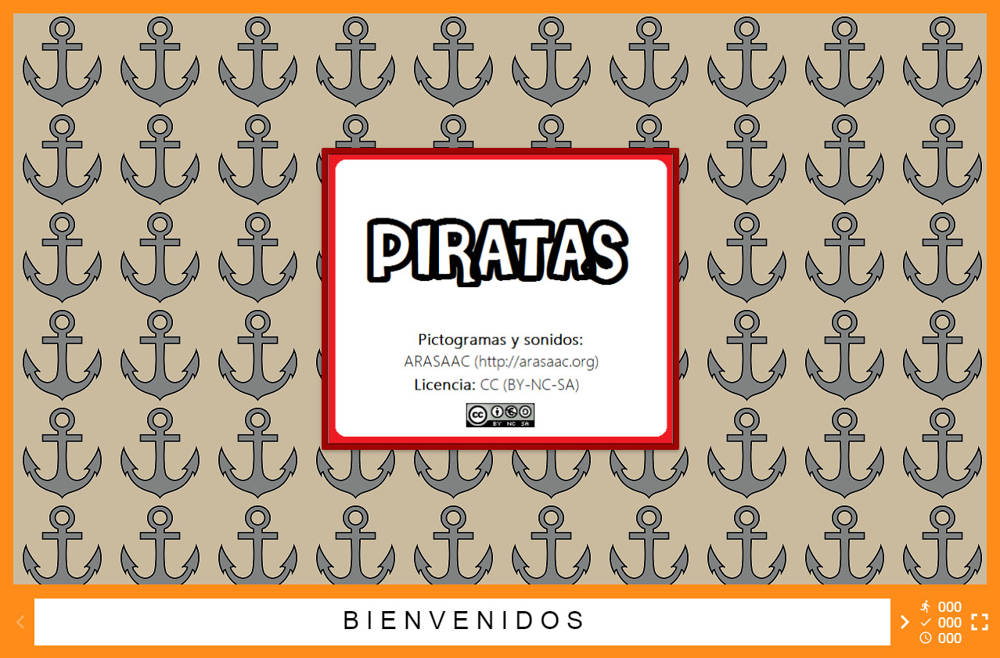 PIRATAS
Pictogramas y sonidos:
ARASAAC (http://arasaac.org)
Licencia: CC (BY-NC-SA)
cc BY NC SA
BIENVENIDOS
000
000
000